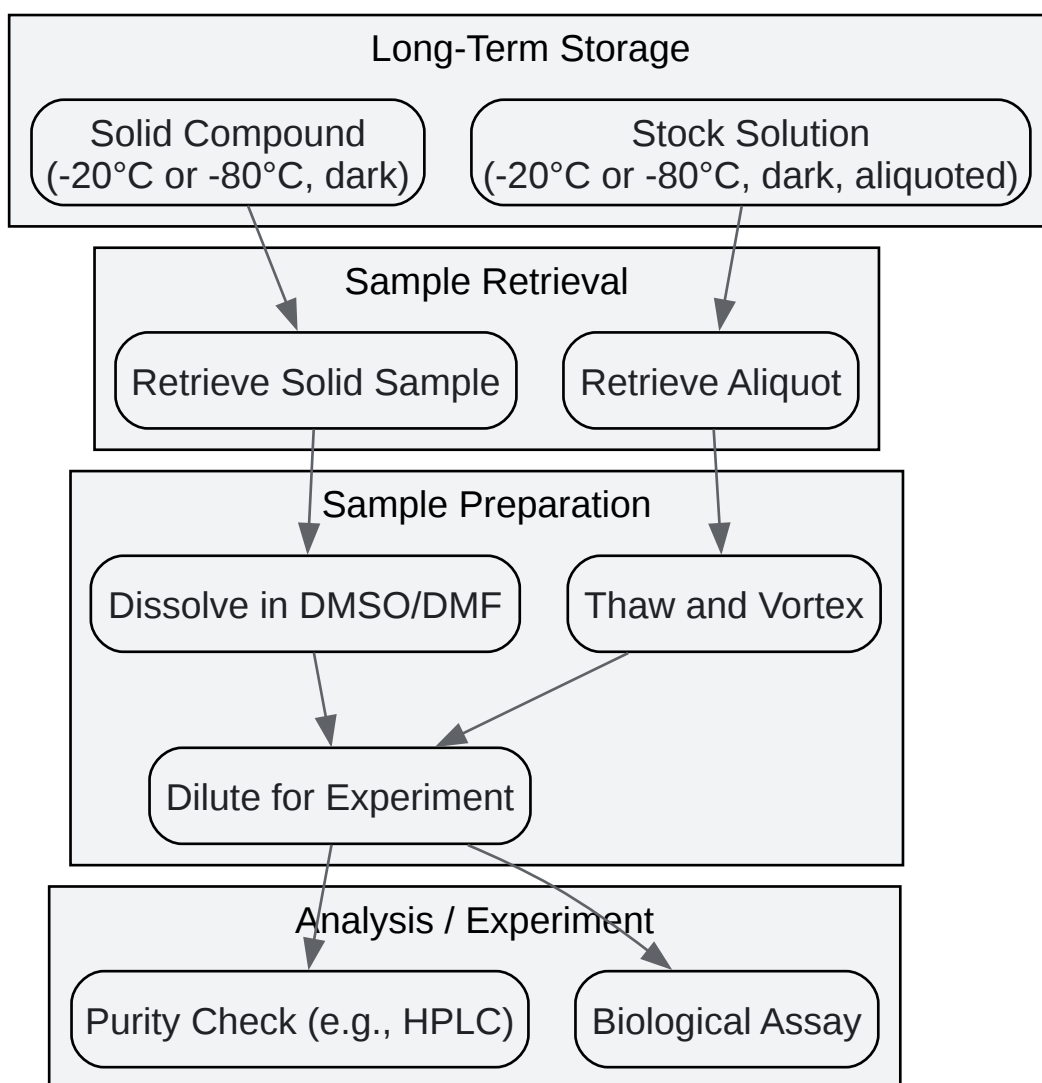 Long-Term Storage
Solid Compound
(-20°C or -80°C, dark)
Stock Solution
(-20°C or -80°C, dark, aliquoted)
Sample Retrieval
Retrieve Solid Sample
Retrieve Aliquot
Sample Preparation
Dissolve in DMSO/DMF
Thaw and Vortex
Dilute for Experiment
Analysis / Experiment
Purity Check (e.g., HPLC)
Biological Assay